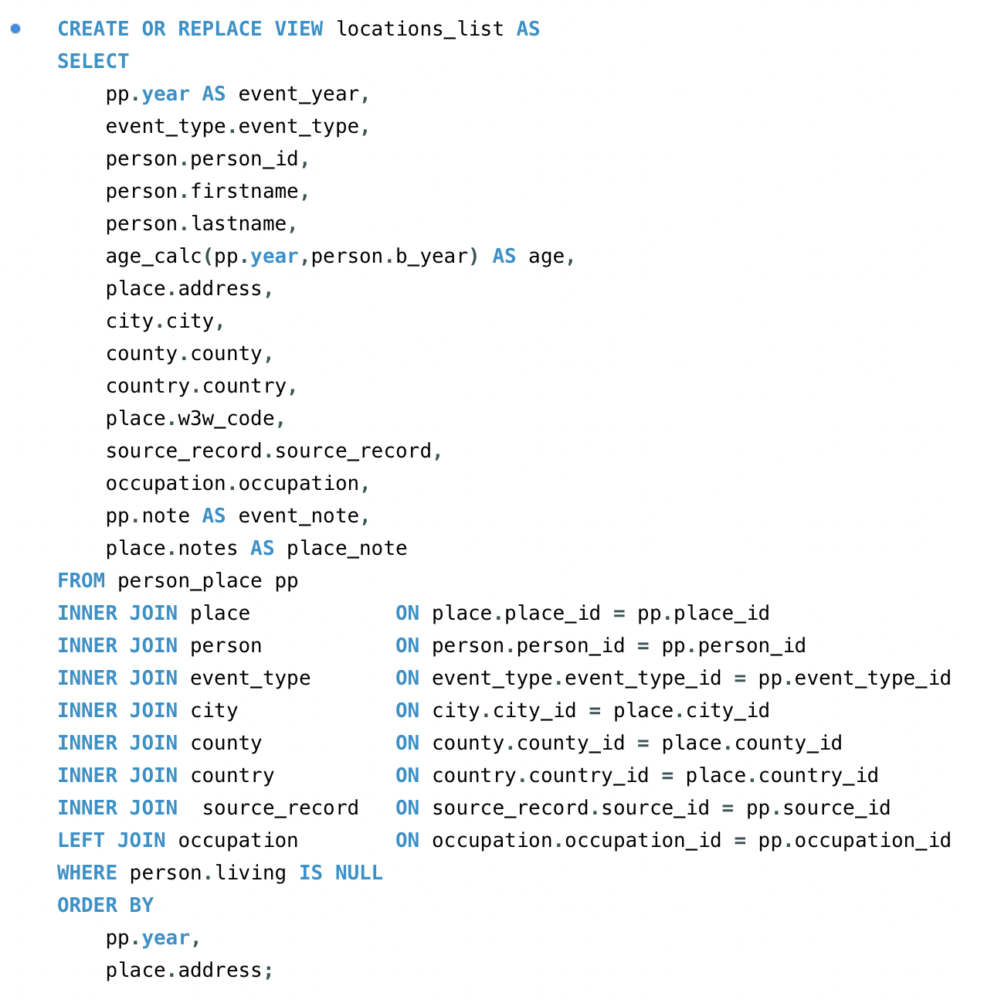 CREATE OR REPLACE VIEW locations_list AS
SELECT
    pp.year AS event_year,
    event_type.event_type,
    person.person_id,
    person.firstname,
    person.lastname,
    age_calc(pp.year,person.b_year) AS age,
    place.address,
    city.city,
    county.county,
    country.country,
    place.w3w_code,
    source_record.source_record,
    occupation.occupation,
    pp.note AS event_note,
    place.notes AS place_note
FROM person_place pp
INNER JOIN place            ON place.place_id = pp.place_id
INNER JOIN person           ON person.person_id = pp.person_id
INNER JOIN event_type       ON event_type.event_type_id = pp.event_type_id
INNER JOIN city             ON city.city_id = place.city_id
INNER JOIN county           ON county.county_id = place.county_id
INNER JOIN country          ON country.country_id = place.country_id
INNER JOIN  source_record   ON source_record.source_id = pp.source_id
LEFT JOIN occupation        ON occupation.occupation_id = pp.occupation_id
WHERE person.living IS NULL
ORDER BY
    pp.year,
    place.address;